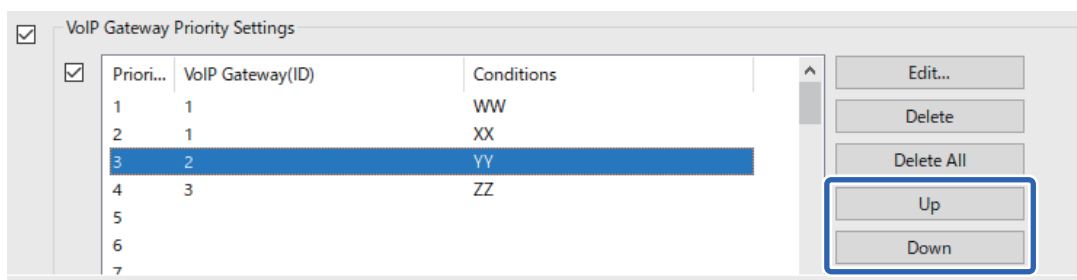 VoIP Gateway Priority Settings
Priori... VoIP Gateway(ID) Conditions
1 1 WW
2 1 XX
3 2 YY
4 3 ZZ
5
6
7
Edit...
Delete
Delete All
Up
Down